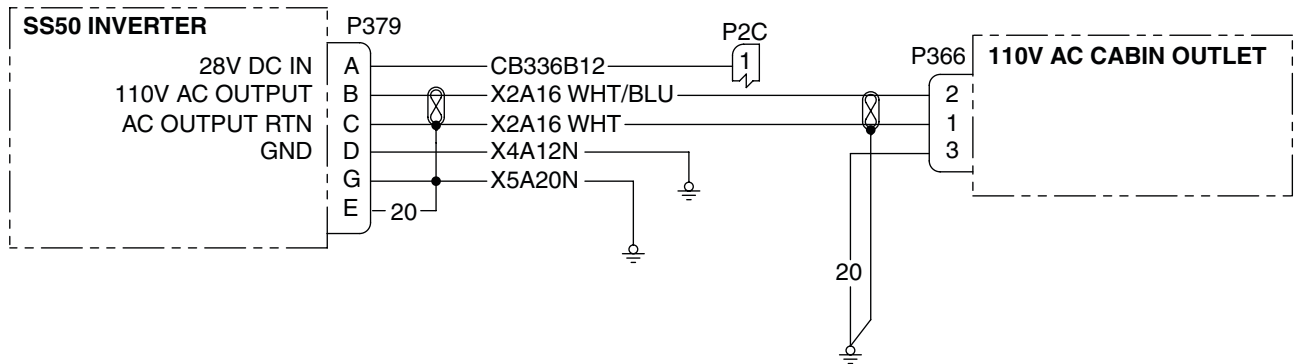 SS50 INVERTER
P379
P2C
P366
110V AC CABIN OUTLET
28V DC IN A CB336B12 1
110V AC OUTPUT B X2A16 WHT/BLU 2
AC OUTPUT RTN C X2A16 WHT 1
GND D X4A12N 3
G X5A20N
E 20
20